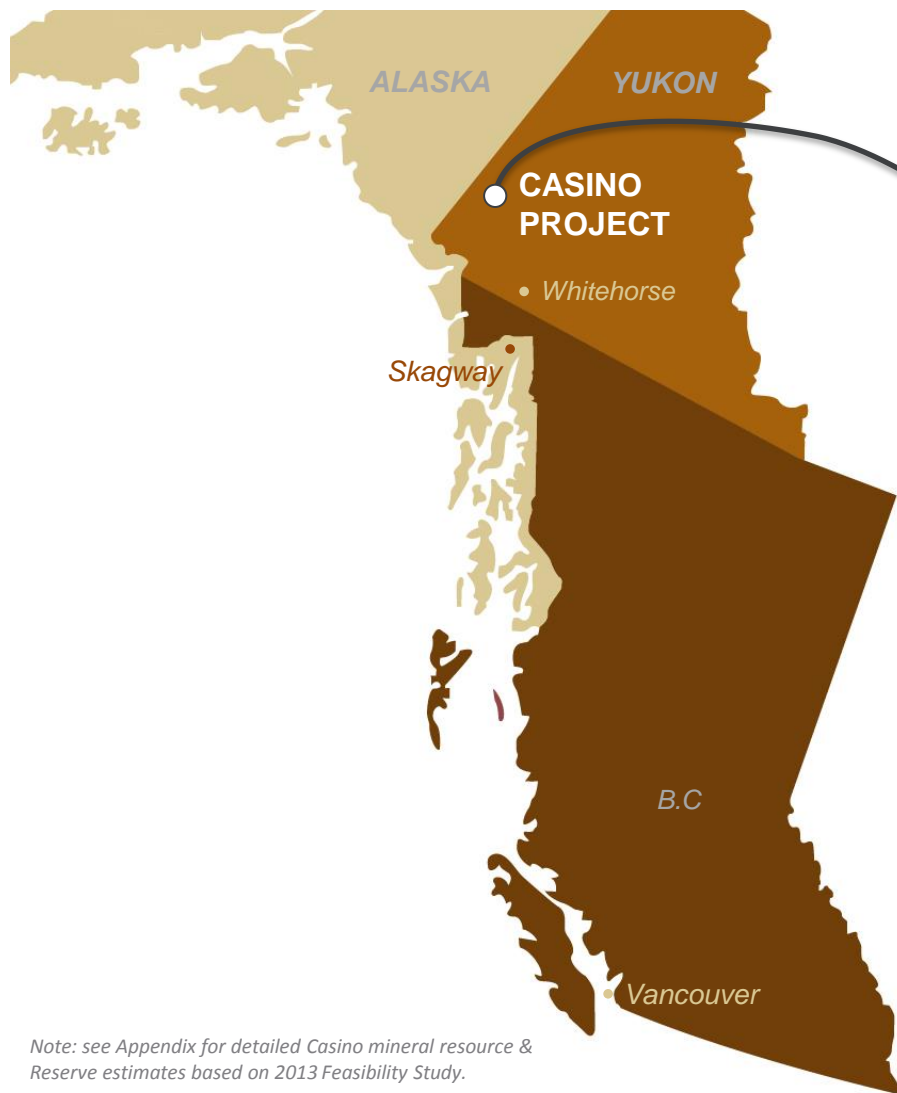 ALASKA
YUKON
CASINO
PROJECT
Whitehorse
Skagway
B.C
Vancouver
Note: see Appendix for detailed Casino mineral resource &
Reserve estimates based on 2013 Feasibility Study.